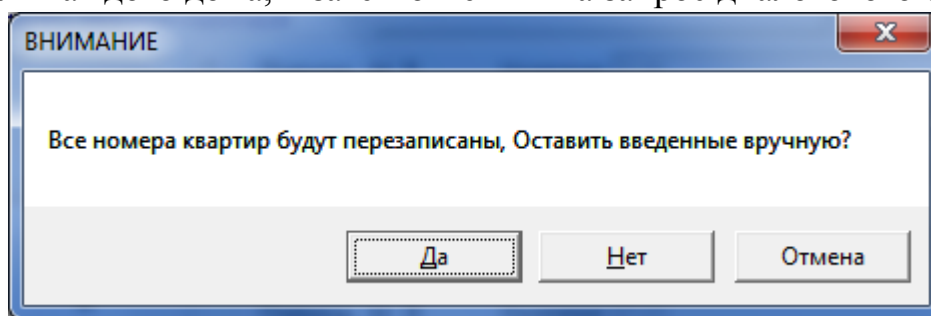 ВНИМАНИЕ
Все номера квартир будут перезаписаны, Оставить введенные вручную?
Да Нет Отмена